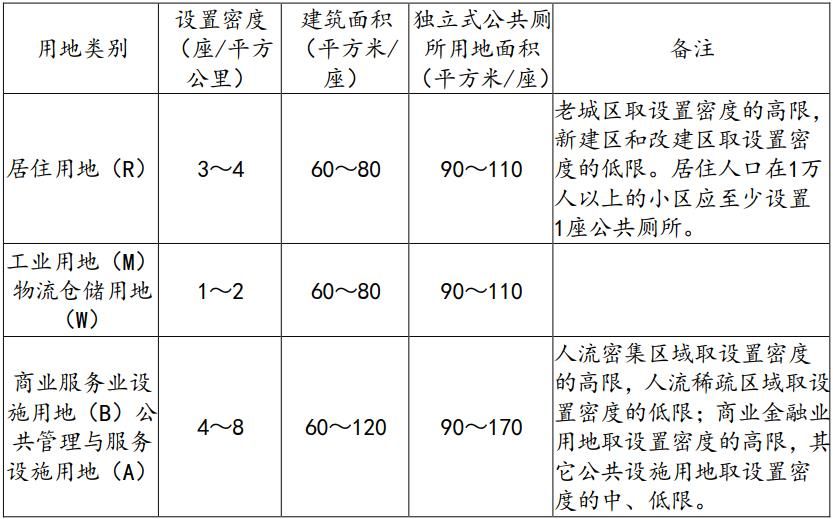 用地类别
设置密度
（座/平方
公里）
建筑面积
（平方米/
座）
独立式公共厕
所用地面积
（平方米/座）
备注
居住用地（R）
3～4
60～80
90～110
老城区取设置密度的高限，
新建区和改建区取设置密
度的低限。居住人口在1万
人以上的小区应至少设置
1座公共厕所。
工业用地（M）
物流仓储用地
（W）
1～2
60～80
90～110
商业服务业设
施用地（B）公
共管理与服务
设施用地（A）
4～8
60～120
90～170
人流密集区域取设置密度
的高限，人流稀疏区域取设
置密度的低限；商业金融业
用地取设置密度的高限，其
它公共设施用地取设置密
度的中、低限。